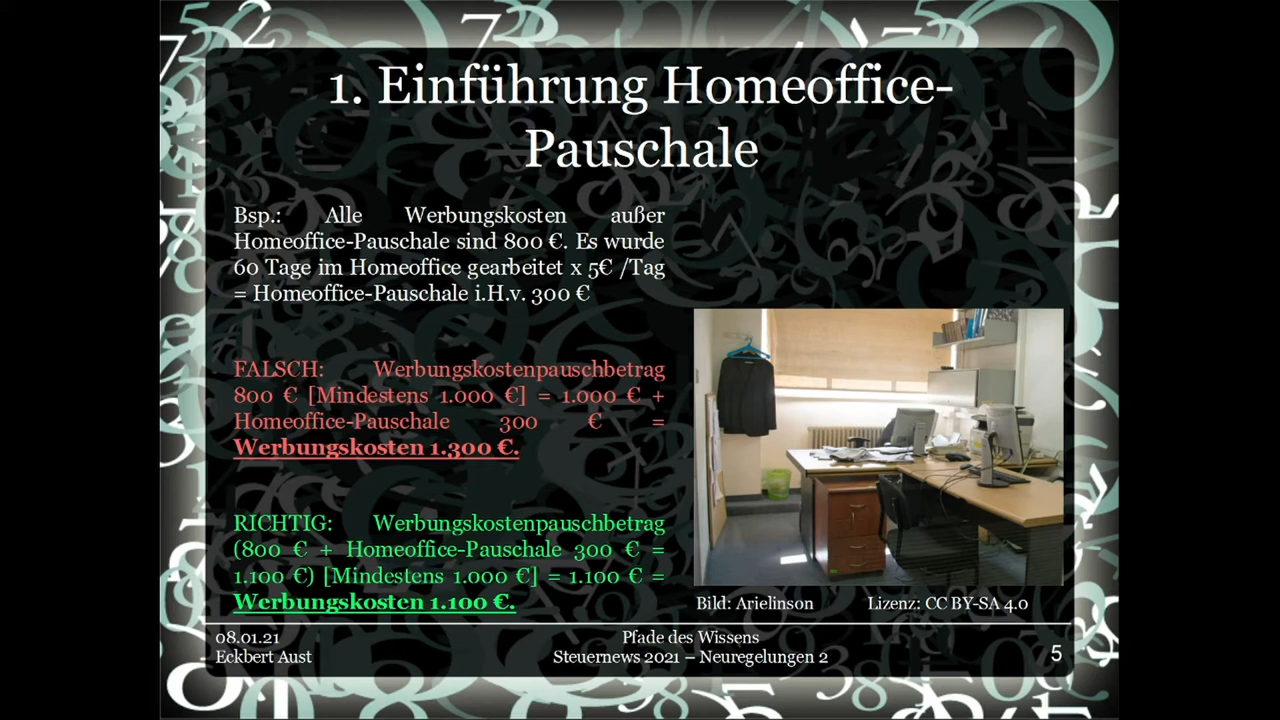 1. Einführung Homeoffice-
Pauschale
Bsp.: Alle Werbungskosten außer
Homeoffice-Pauschale sind 800 €. Es wurde
60 Tage im Homeoffice gearbeitet x 5€ /Tag
= Homeoffice-Pauschale i.H.v. 300 €
FALSCH: Werbungskostenpauschbetrag
800 € [Mindestens 1.000 €] = 1.000 € +
Homeoffice-Pauschale 300 € =
Werbungskosten 1.300 €.
RICHTIG: Werbungskostenpauschbetrag
(800 € + Homeoffice-Pauschale 300 € =
1.100 €) [Mindestens 1.000 €] = 1.100 € =
Werbungskosten 1.100 €.
Bild: Arielinson Lizenz: CC BY-SA 4.0
08.01.21
Eckbert Aust
Pfade des Wissens
Steuernews 2021 – Neuregelungen 2
5